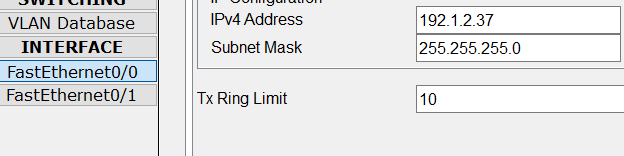 SWITCHING
VLAN Database
INTERFACE
FastEthernet0/0
FastEthernet0/1
IP Configuration
IPv4 Address 192.1.2.37
Subnet Mask 255.255.255.0
Tx Ring Limit 10